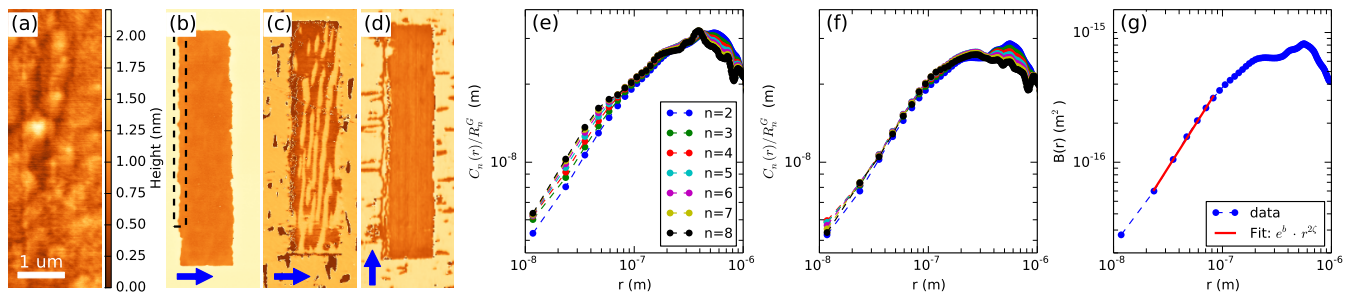 (a)
1 um
2.00
1.75
1.50
1.25
1.00
0.75
0.50
0.25
0.00
Height (nm)
(b)
(c)
(d)
(e)
C_n(r)/R_n^G (m)
10^-8
10^-8
10^-7
10^-6
r (m)
n=2
n=3
n=4
n=5
n=6
n=7
n=8
(f)
C_n(r)/R_n^G (m)
10^-8
10^-8
10^-7
10^-6
r (m)
(g)
B(r) (m²)
10^-15
10^-16
10^-8
10^-7
10^-6
r (m)
data
Fit: e^b · r^2ζ